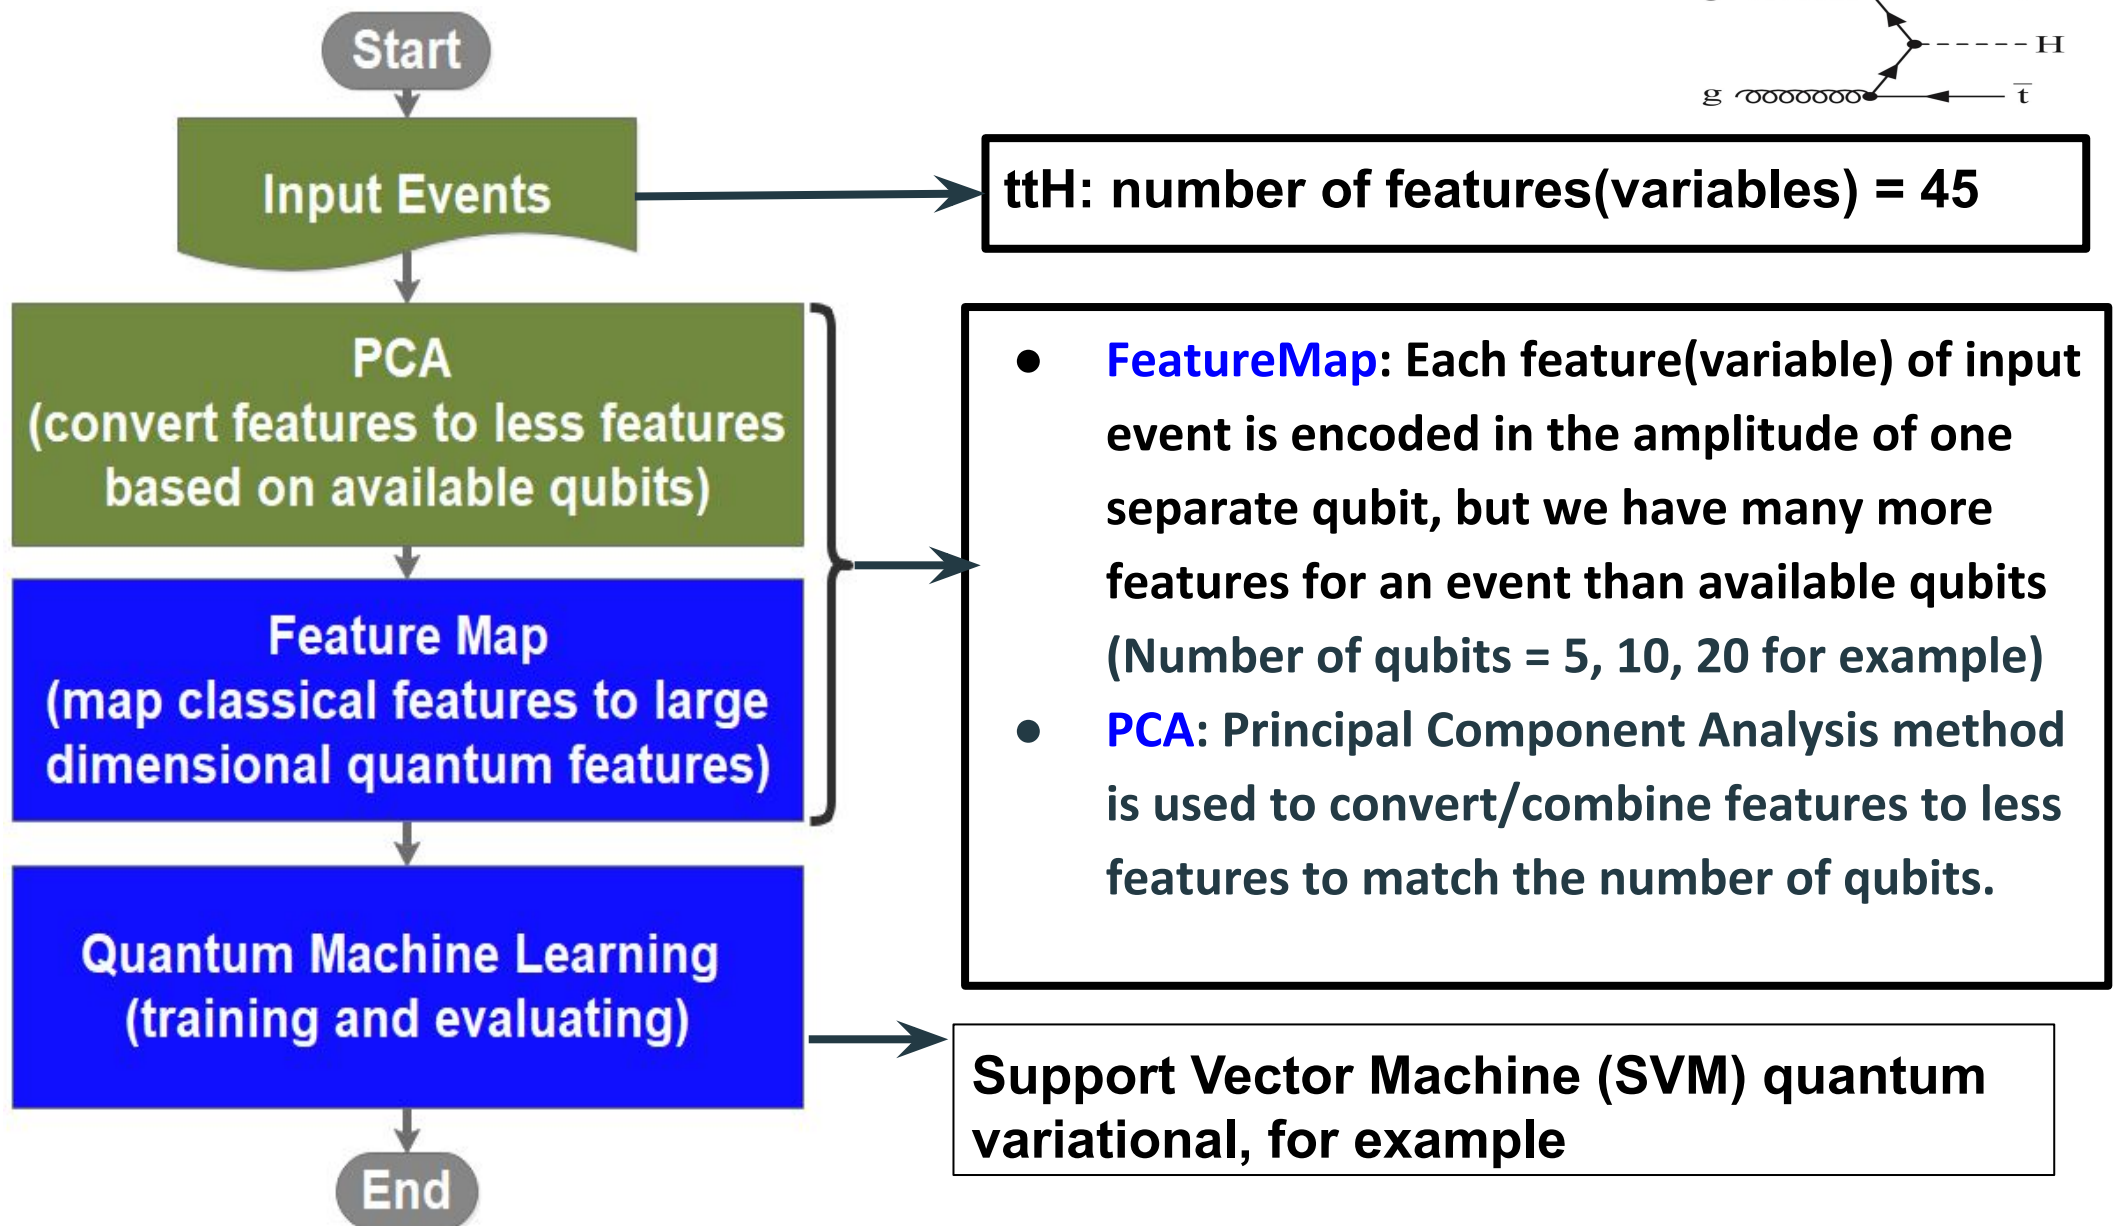 H
g
t̅
Start
Input Events
ttH: number of features(variables) = 45
PCA
(convert features to less features
based on available qubits)
Feature Map
(map classical features to large
dimensional quantum features)
● FeatureMap: Each feature(variable) of input
event is encoded in the amplitude of one
separate qubit, but we have many more
features for an event than available qubits
(Number of qubits = 5, 10, 20 for example)
● PCA: Principal Component Analysis method
is used to convert/combine features to less
features to match the number of qubits.
Quantum Machine Learning
(training and evaluating)
Support Vector Machine (SVM) quantum
variational, for example
End